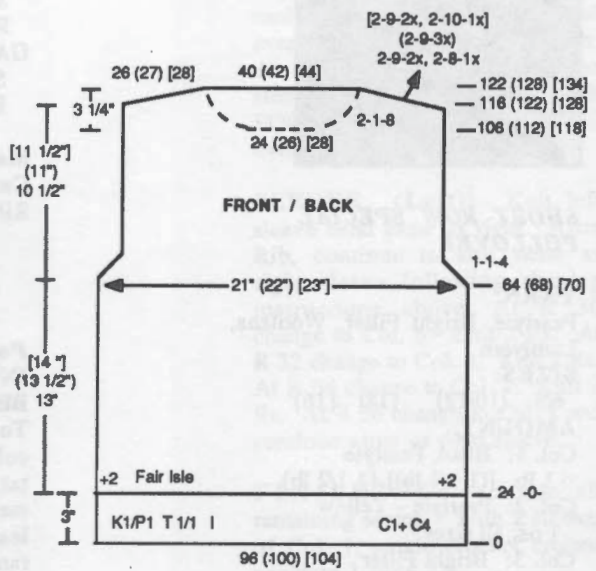 [2-9-2x, 2-10-1x]
(2-9-3x)
2-9-2x, 2-8-1x
26 (27) [28]
40 (42) [44]
122 (128) [134]
116 (122) [128]
106 (112) [118]
3 1/4"
2-1-8
24 (26) [28]
[11 1/2"]
(11")
10 1/2"
FRONT / BACK
1-1-4
21" (22") [23"]
64 (68) [70]
[14 "]
(13 1/2")
13"
+2 Fair Isle +2
24 -0-
3"
K1/P1 T 1/1 I C1+ C4
0
96 (100) [104]